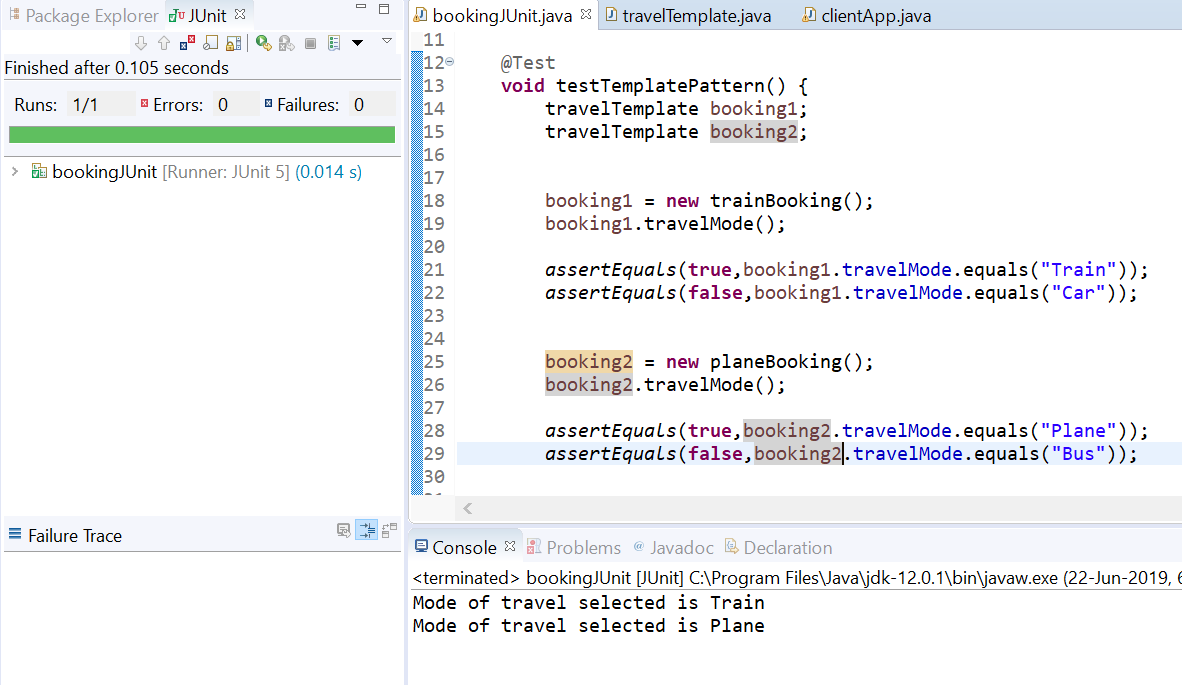 Package Explorer JUnit
Finished after 0.105 seconds
Runs: 1/1 Errors: 0 Failures: 0
bookingJUnit [Runner: JUnit 5] (0.014 s)
Failure Trace
bookingJUnit.java travelTemplate.java clientApp.java
11
12 @Test
13 void testTemplatePattern() {
14 travelTemplate booking1;
15 travelTemplate booking2;
16
17
18 booking1 = new trainBooking();
19 booking1.travelMode();
20
21 assertEquals(true,booking1.travelMode.equals("Train"));
22 assertEquals(false,booking1.travelMode.equals("Car"));
23
24
25 booking2 = new planeBooking();
26 booking2.travelMode();
27
28 assertEquals(true,booking2.travelMode.equals("Plane"));
29 assertEquals(false,booking2.travelMode.equals("Bus"));
30
Console Problems @ Javadoc Declaration
<terminated> bookingJUnit [JUnit] C:\Program Files\Java\jdk-12.0.1\bin\javaw.exe (22-Jun-2019, 6
Mode of travel selected is Train
Mode of travel selected is Plane